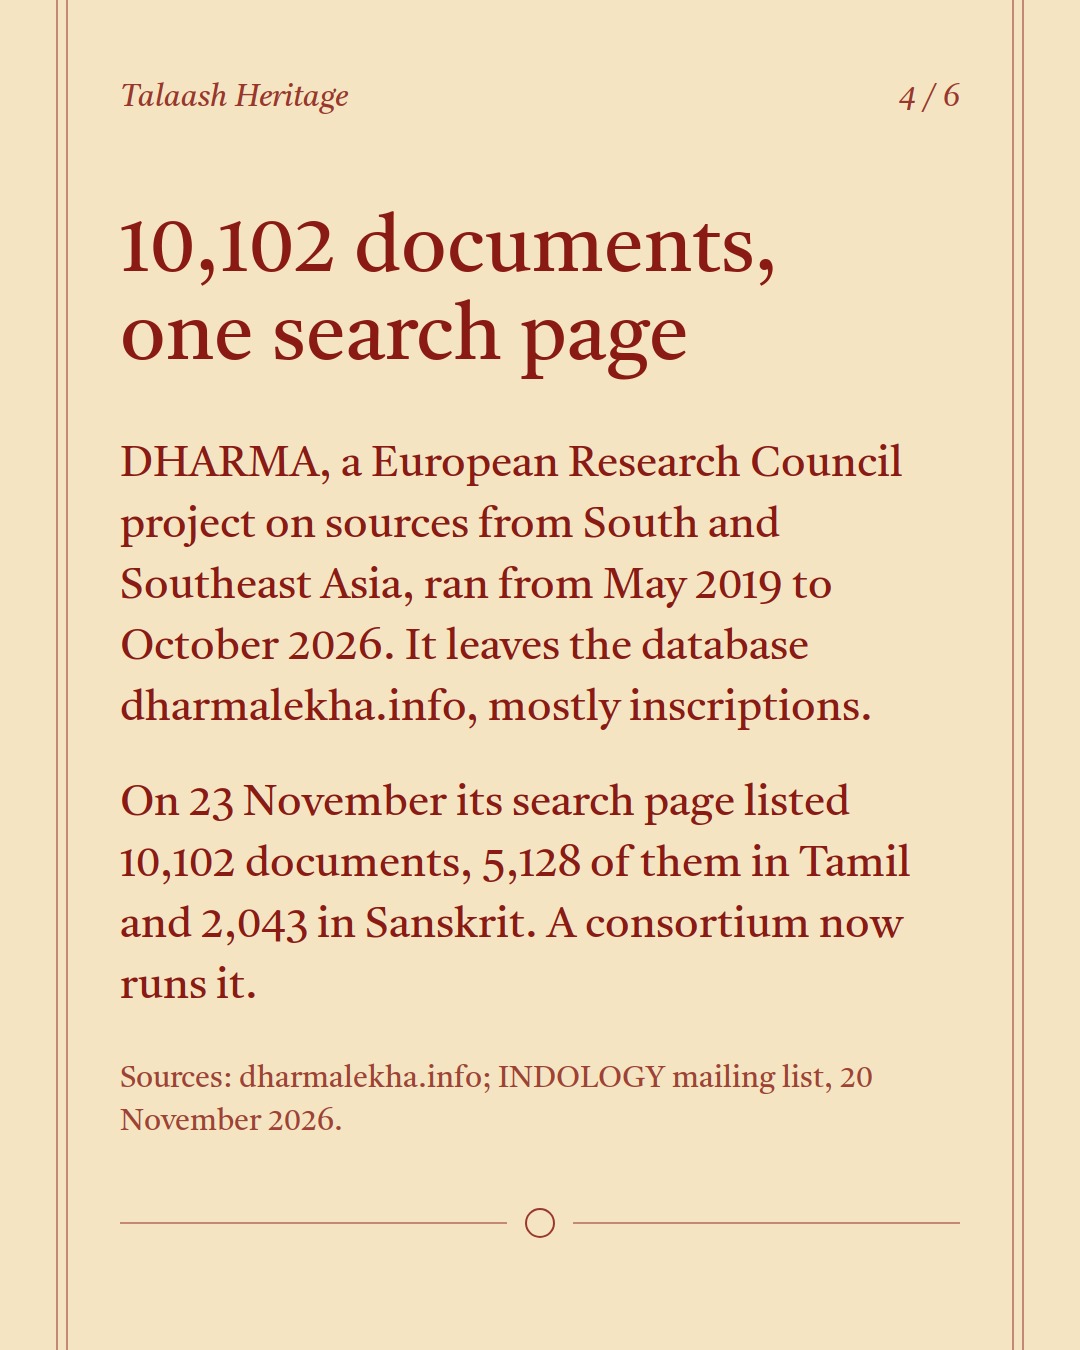 Talaash Heritage
4 / 6
10,102 documents,
one search page
DHARMA, a European Research Council
project on sources from South and
Southeast Asia, ran from May 2019 to
October 2026. It leaves the database
dharmalekha.info, mostly inscriptions.
On 23 November its search page listed
10,102 documents, 5,128 of them in Tamil
and 2,043 in Sanskrit. A consortium now
runs it.
Sources: dharmalekha.info; INDOLOGY mailing list, 20
November 2026.